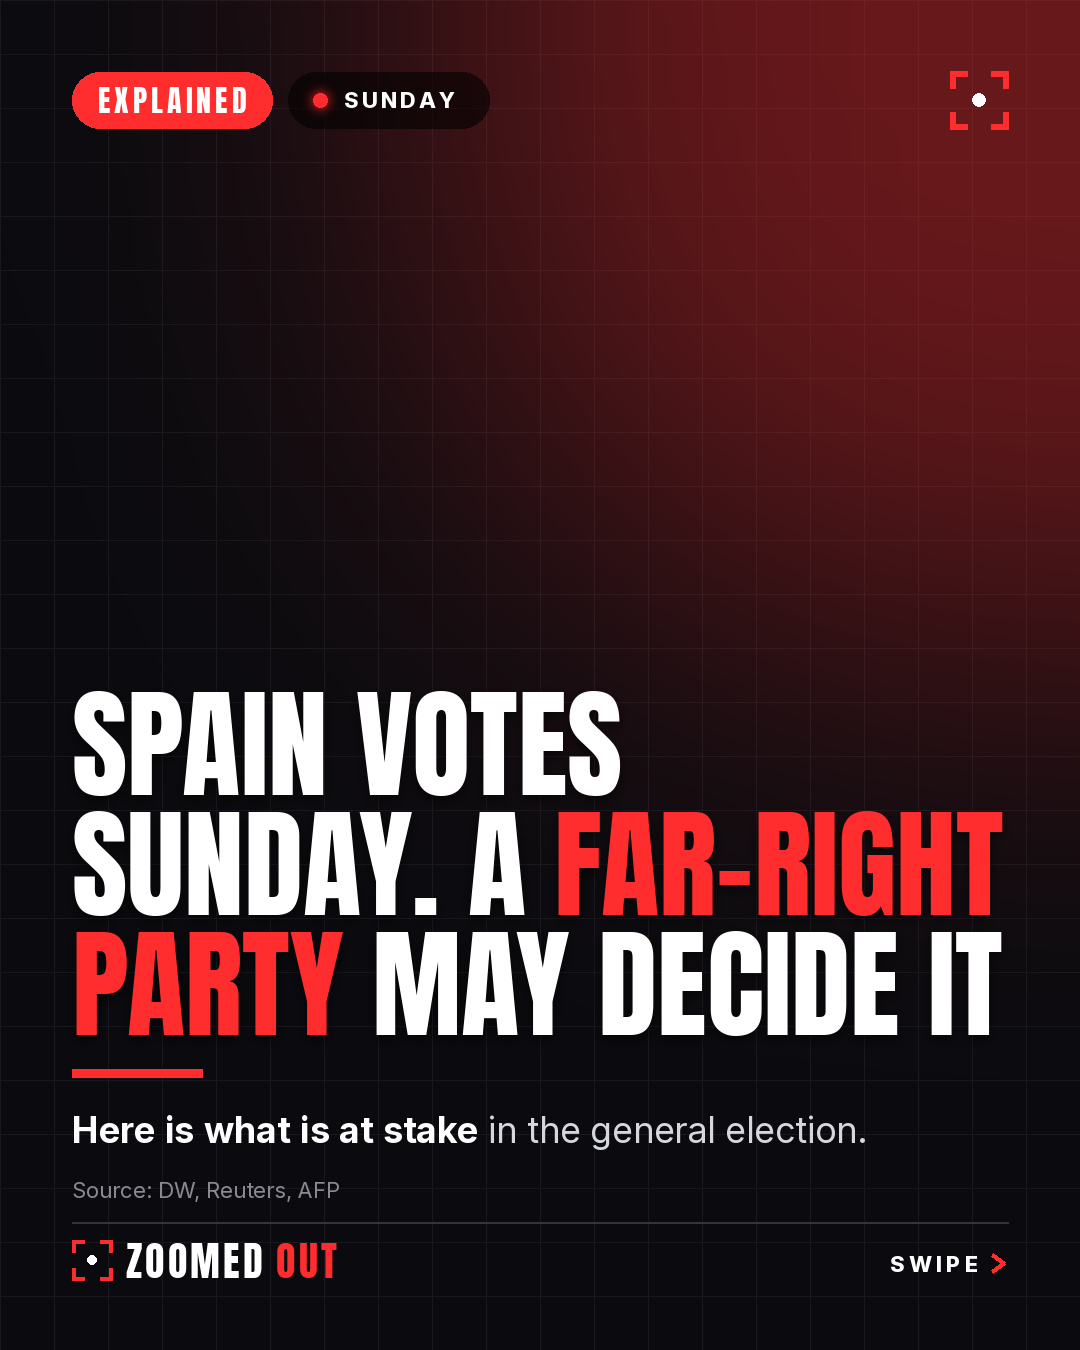 EXPLAINED
SUNDAY
SPAIN VOTES
SUNDAY. A FAR-RIGHT
PARTY MAY DECIDE IT
Here is what is at stake in the general election.
Source: DW, Reuters, AFP
ZOOMED OUT
SWIPE